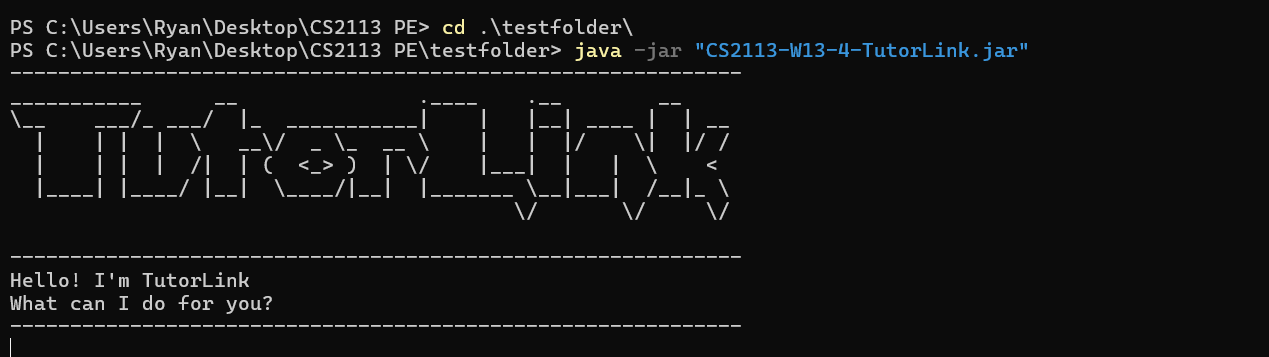 PS C:\Users\Ryan\Desktop\CS2113 PE> cd .\testfolder\
PS C:\Users\Ryan\Desktop\CS2113 PE\testfolder> java -jar "CS2113-W13-4-TutorLink.jar"
-------------------------------------------------------------
___________      __               .____    .__        __
\__    ___/_ ___/  |_  ___________|    |   |__| ____ |  | __
  |    | |  |  \   __\/  _ \_  __ \    |   |  |/    \|  |/ /
  |    | |  |  /|  | (  <_> )  | \/    |___|  |   |  \    <
  |____| |____/ |__|  \____/|__|  |_______ \__|___|  /__|_ \
                                          \/       \/     \/
-------------------------------------------------------------
Hello! I'm TutorLink
What can I do for you?
-------------------------------------------------------------